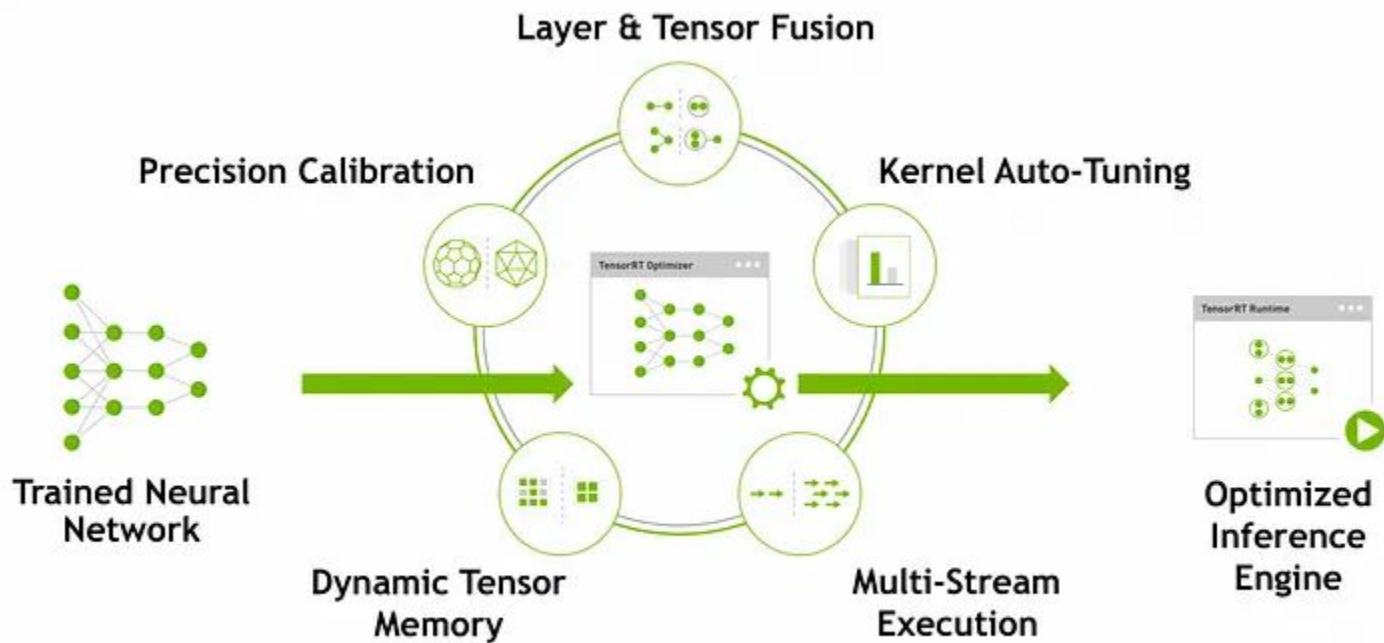 Layer & Tensor Fusion
Precision Calibration
Kernel Auto-Tuning
TensorRT Optimizer
TensorRT Runtime
Trained Neural
Network
Optimized
Inference
Engine
Dynamic Tensor
Memory
Multi-Stream
Execution